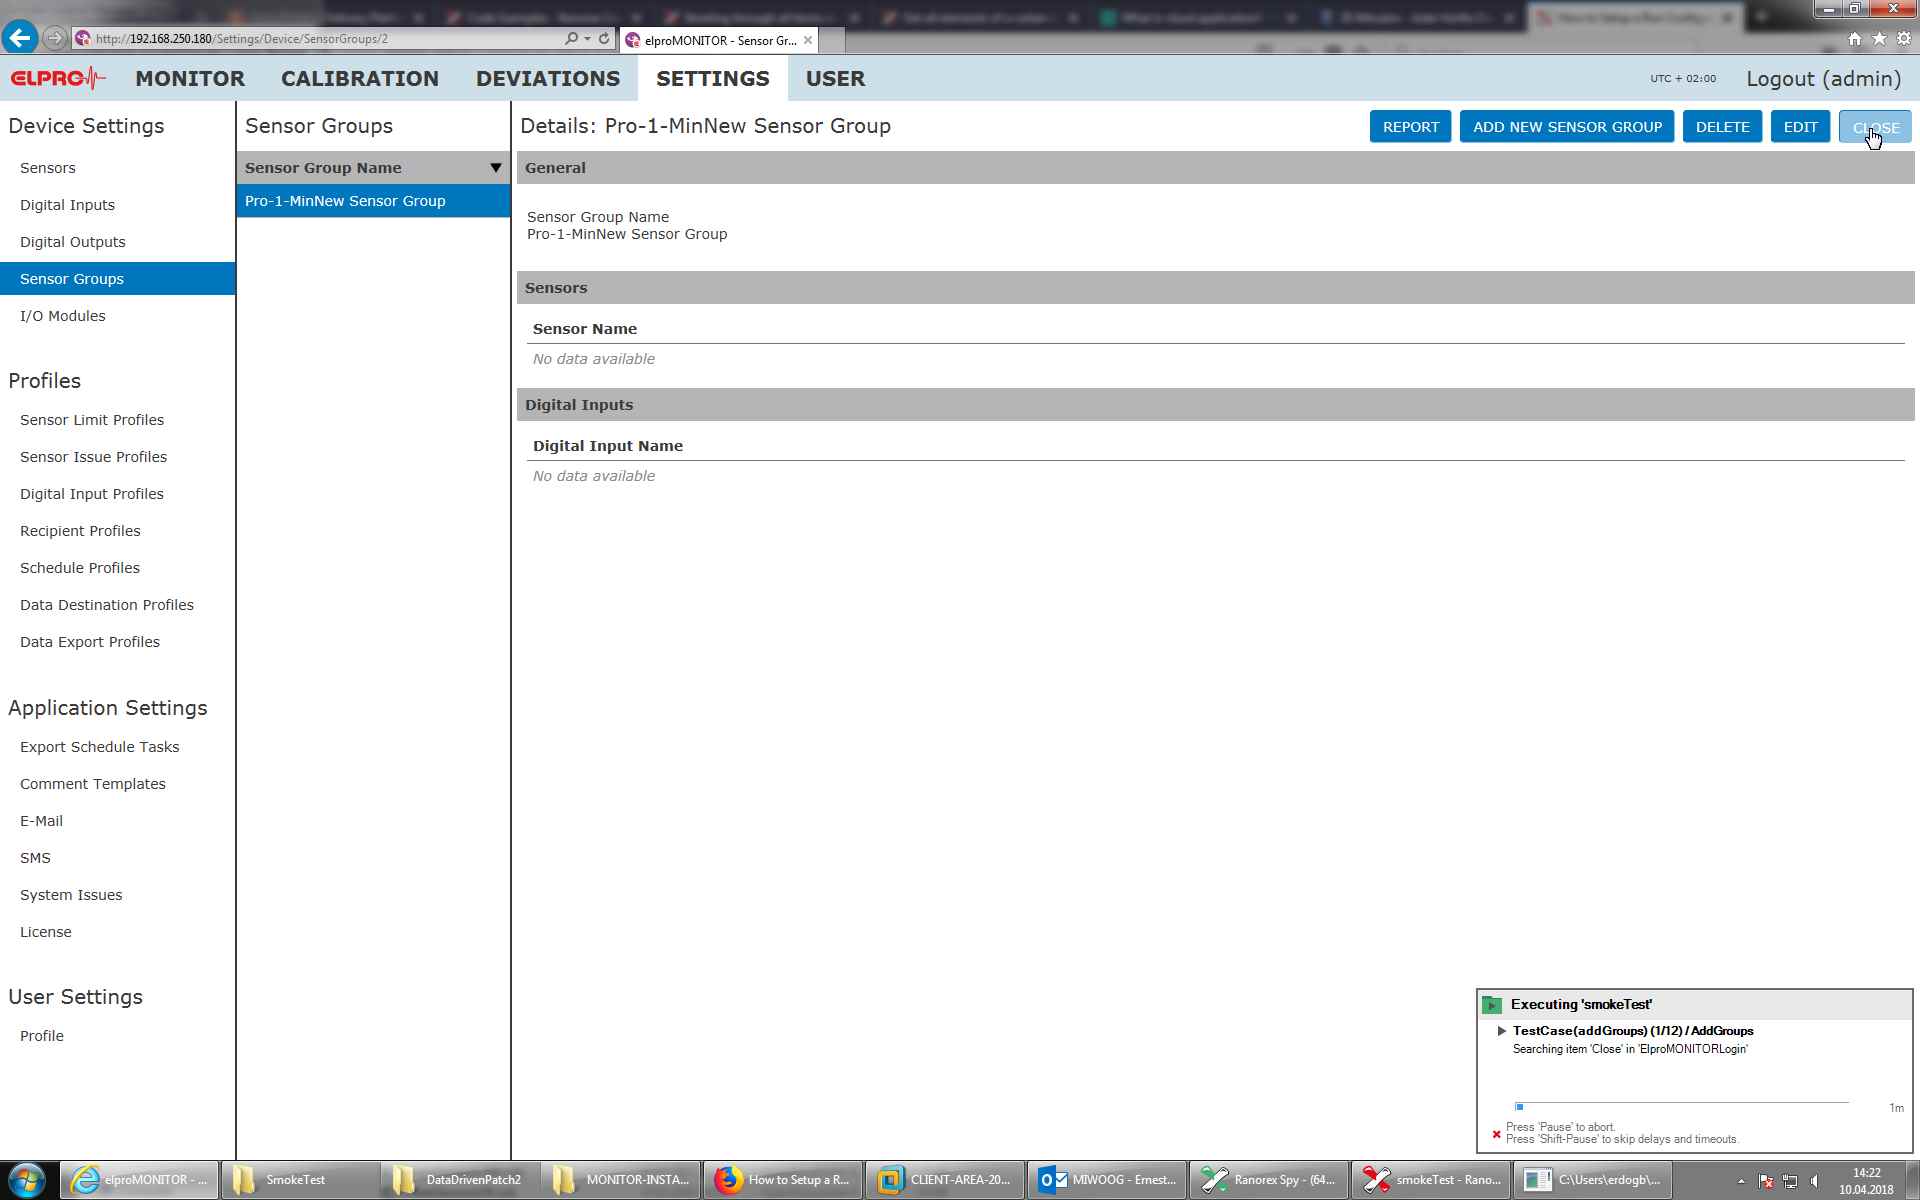 http://192.168.250.180/Settings/Device/SensorGroups/2
elproMONITOR - Sensor Gr...
ELPRO
MONITOR
CALIBRATION
DEVIATIONS
SETTINGS
USER
UTC + 02:00
Logout (admin)
Device Settings
Sensors
Digital Inputs
Digital Outputs
Sensor Groups
I/O Modules
Profiles
Sensor Limit Profiles
Sensor Issue Profiles
Digital Input Profiles
Recipient Profiles
Schedule Profiles
Data Destination Profiles
Data Export Profiles
Application Settings
Export Schedule Tasks
Comment Templates
E-Mail
SMS
System Issues
License
User Settings
Profile
Sensor Groups
Sensor Group Name
Pro-1-MinNew Sensor Group
Details: Pro-1-MinNew Sensor Group
REPORT
ADD NEW SENSOR GROUP
DELETE
EDIT
CLOSE
General
Sensor Group Name
Pro-1-MinNew Sensor Group
Sensors
Sensor Name
No data available
Digital Inputs
Digital Input Name
No data available
Executing 'smokeTest'
TestCase(addGroups) (1/12) / AddGroups
Searching item 'Close' in 'ElproMONITORLogin'
1m
Press 'Pause' to abort.
Press 'Shift-Pause' to skip delays and timeouts.
elproMONITOR - ...
SmokeTest
DataDrivenPatch2
MONITOR-INSTA...
How to Setup a R...
CLIENT-AREA-20...
MIWOOG - Ernest...
Ranorex Spy - (64...
smokeTest - Rano...
C:\Users\erdogb\...
14:22
10.04.2018